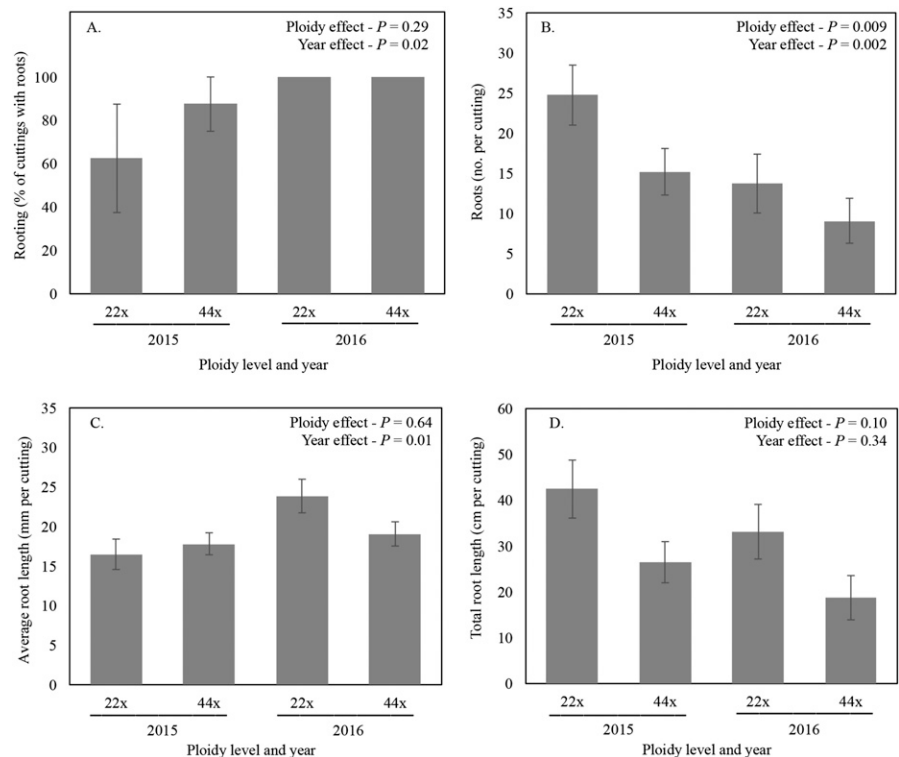 A.
Ploidy effect - P = 0.29
Year effect - P = 0.02
Rooting (% of cuttings with roots)
100
80
60
40
20
0
22x 44x 22x 44x
2015 2016
Ploidy level and year
B.
Ploidy effect - P = 0.009
Year effect - P = 0.002
Roots (no. per cutting)
35
30
25
20
15
10
5
0
22x 44x 22x 44x
2015 2016
Ploidy level and year
C.
Ploidy effect - P = 0.64
Year effect - P = 0.01
Average root length (mm per cutting)
35
30
25
20
15
10
5
0
22x 44x 22x 44x
2015 2016
Ploidy level and year
D.
Ploidy effect - P = 0.10
Year effect - P = 0.34
Total root length (cm per cutting)
60
50
40
30
20
10
0
22x 44x 22x 44x
2015 2016
Ploidy level and year